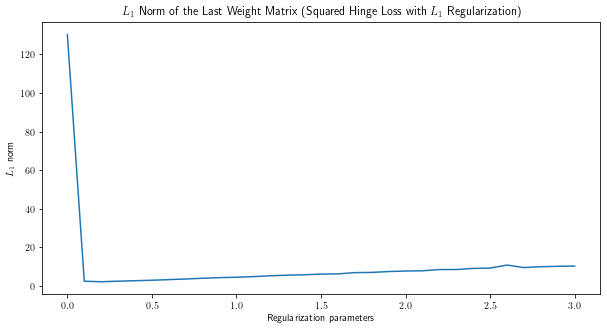 L₁ Norm of the Last Weight Matrix (Squared Hinge Loss with L₁ Regularization)
120
100
80
60
40
20
0
L₁ norm
0.0 0.5 1.0 1.5 2.0 2.5 3.0
Regularization parameters